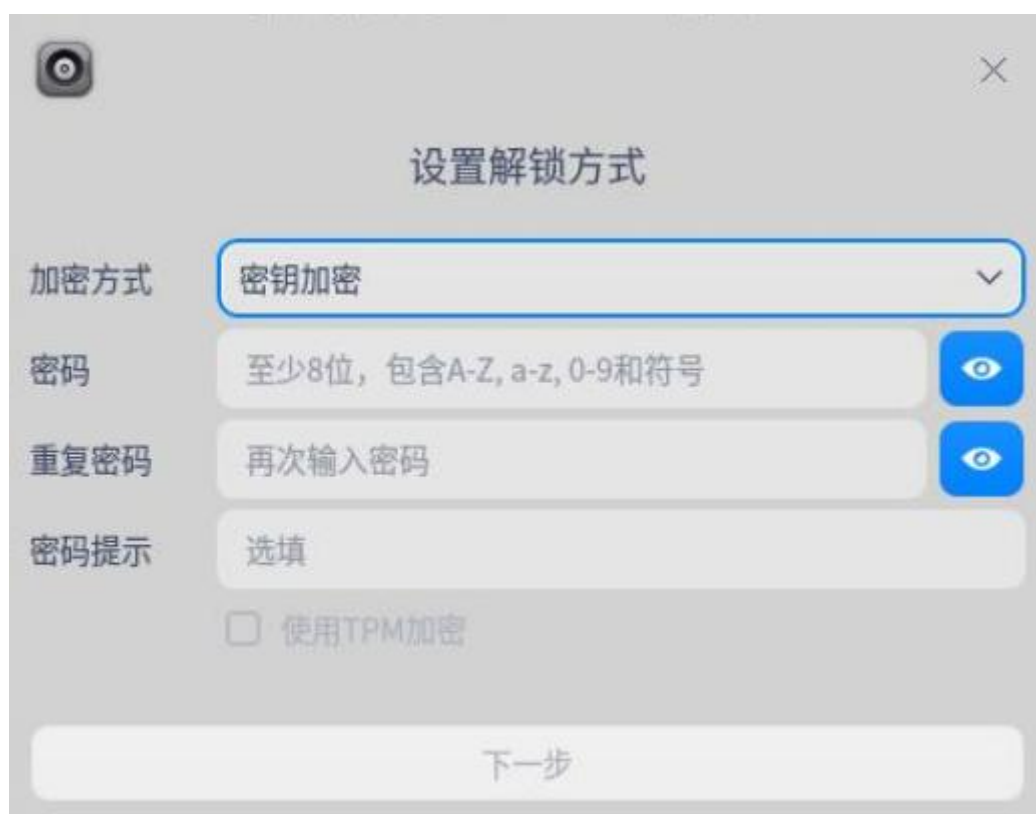 设置解锁方式
加密方式 密钥加密
密码 至少8位，包含A-Z, a-z, 0-9和符号
重复密码 再次输入密码
密码提示 选填
使用TPM加密
下一步